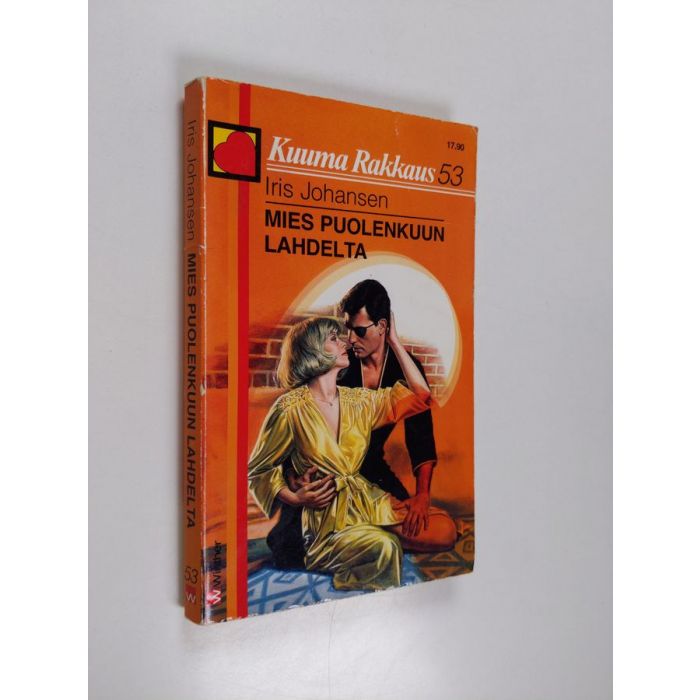 17.90
Kuuma Rakkaus 53
Iris Johansen
MIES PUOLENKUUN
LAHDELTA
Iris Johansen MIES PUOLENKUUN LAHDELTA
53
W